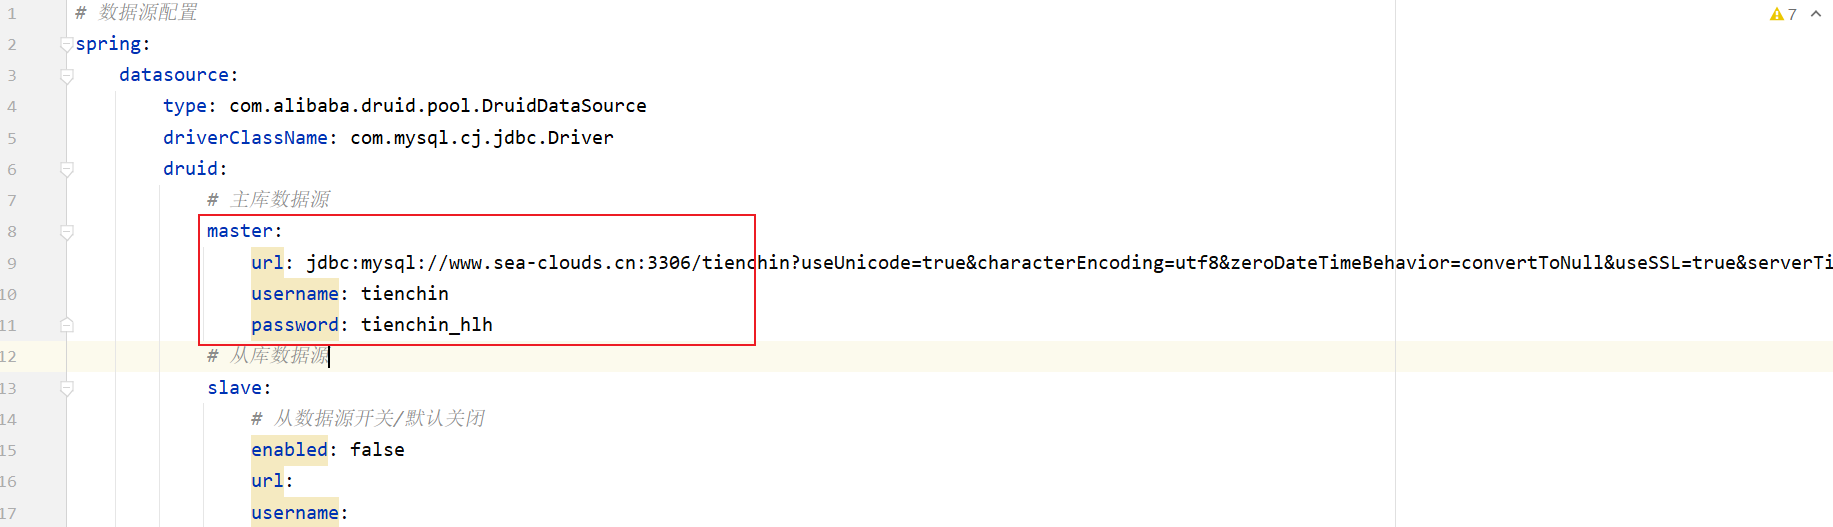 1 # 数据源配置 7
2 spring:
3 datasource:
4 type: com.alibaba.druid.pool.DruidDataSource
5 driverClassName: com.mysql.cj.jdbc.Driver
6 druid:
7 # 主库数据源
8 master:
9 url: jdbc:mysql://www.sea-clouds.cn:3306/tienchin?useUnicode=true&characterEncoding=utf8&zeroDateTimeBehavior=convertToNull&useSSL=true&serverTi
10 username: tienchin
11 password: tienchin_hlh
12 # 从库数据源
13 slave:
14 # 从数据源开关/默认关闭
15 enabled: false
16 url:
17 username: